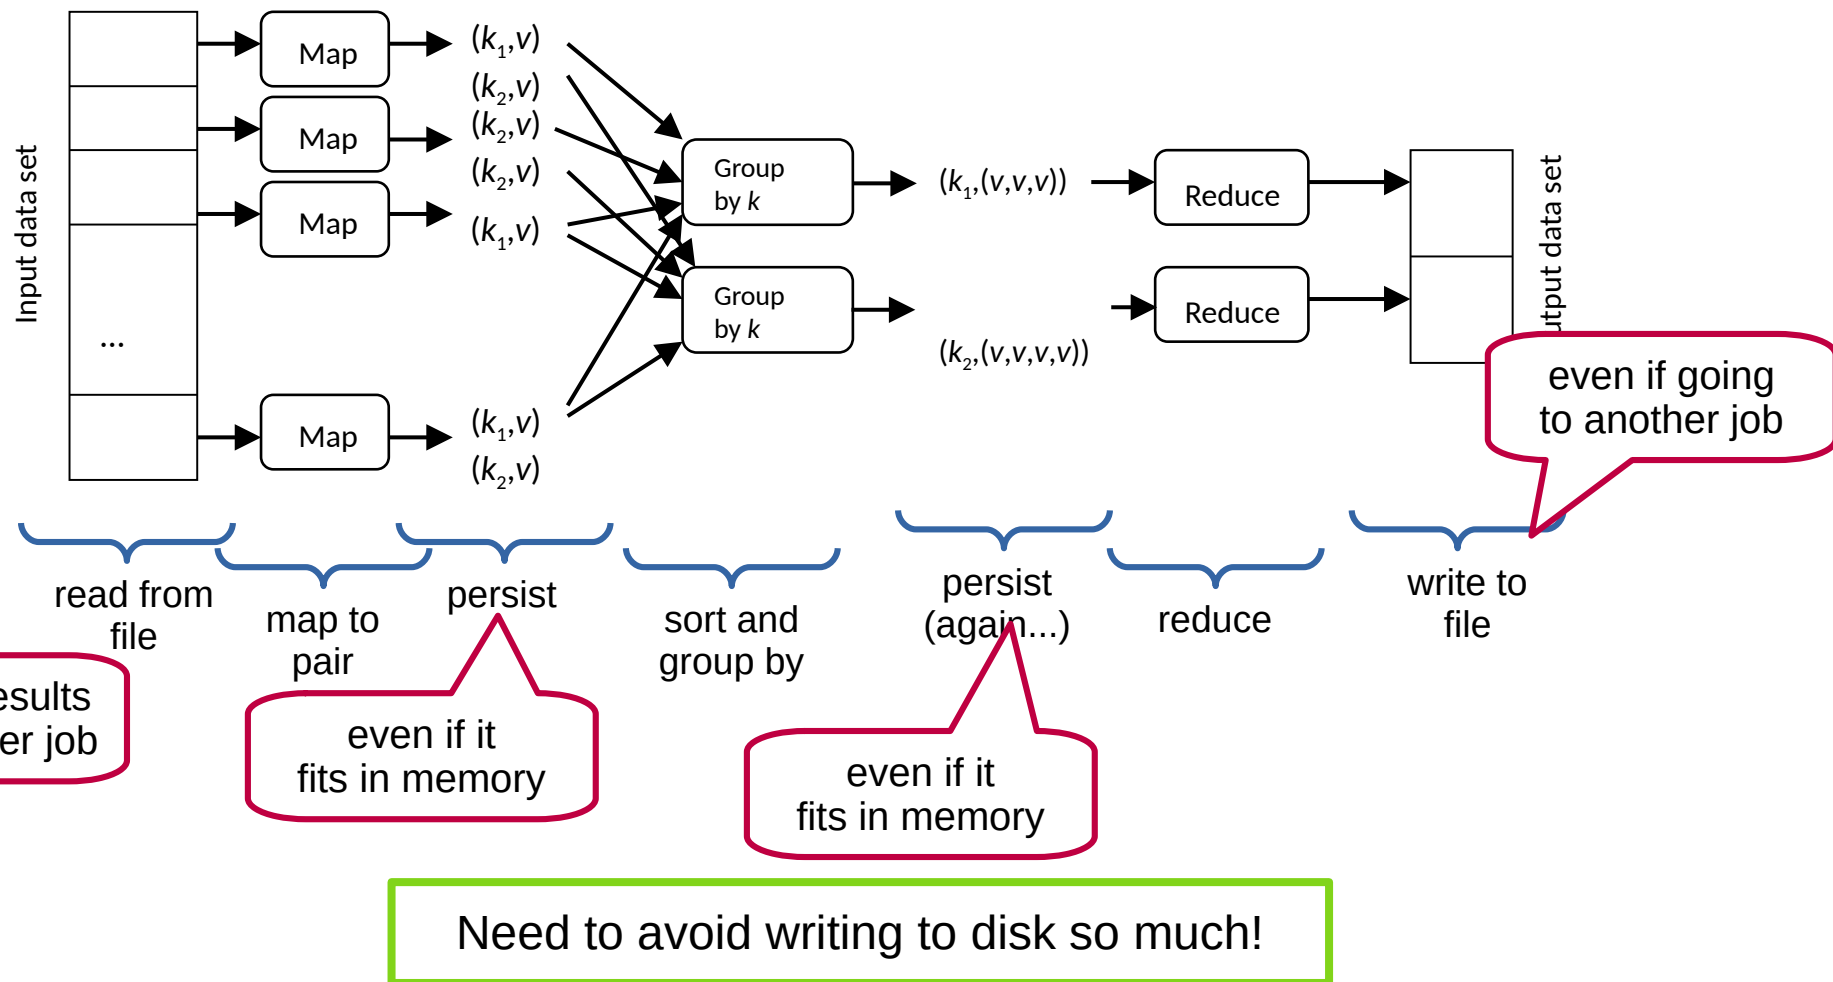 Input data set
Map
Map
Map
...
Map
(k1,v)
(k2,v)
(k2,v)
(k2,v)
(k1,v)
(k1,v)
(k2,v)
Group
by k
Group
by k
(k1,(v,v,v))
(k2,(v,v,v,v))
Reduce
Reduce
utput data set
even if going
to another job
read from
file
map to
pair
persist
sort and
group by
persist
(again...)
reduce
write to
file
esults
er job
even if it
fits in memory
even if it
fits in memory
Need to avoid writing to disk so much!